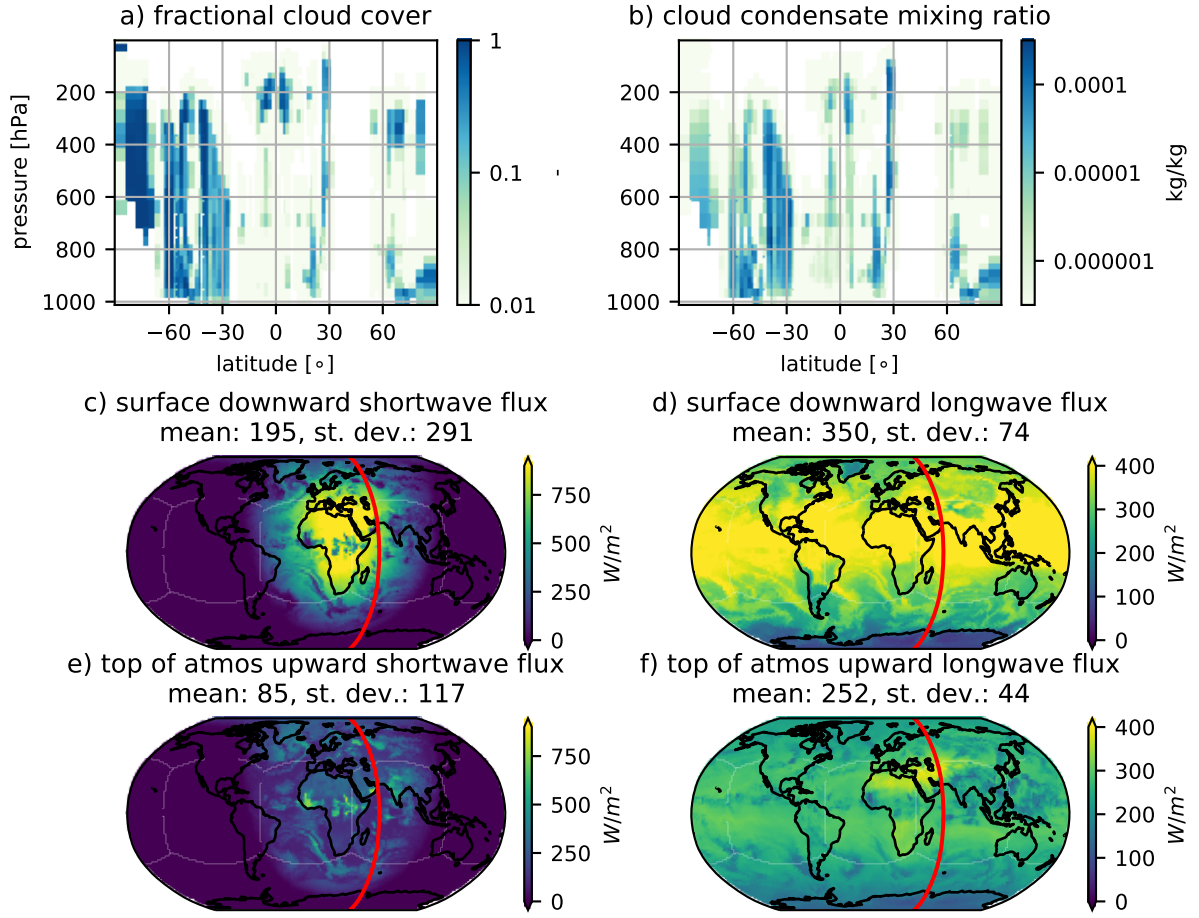 a) fractional cloud cover
b) cloud condensate mixing ratio
pressure [hPa]
200
400
600
800
1000
−60
−30
0
30
60
latitude [∘]
1
0.1
0.01
-
200
400
600
800
1000
−60
−30
0
30
60
latitude [∘]
0.0001
0.00001
0.000001
kg/kg
c) surface downward shortwave flux
mean: 195, st. dev.: 291
750
500
250
0
W/m²
d) surface downward longwave flux
mean: 350, st. dev.: 74
400
300
200
100
0
W/m²
e) top of atmos upward shortwave flux
mean: 85, st. dev.: 117
750
500
250
0
W/m²
f) top of atmos upward longwave flux
mean: 252, st. dev.: 44
400
300
200
100
0
W/m²